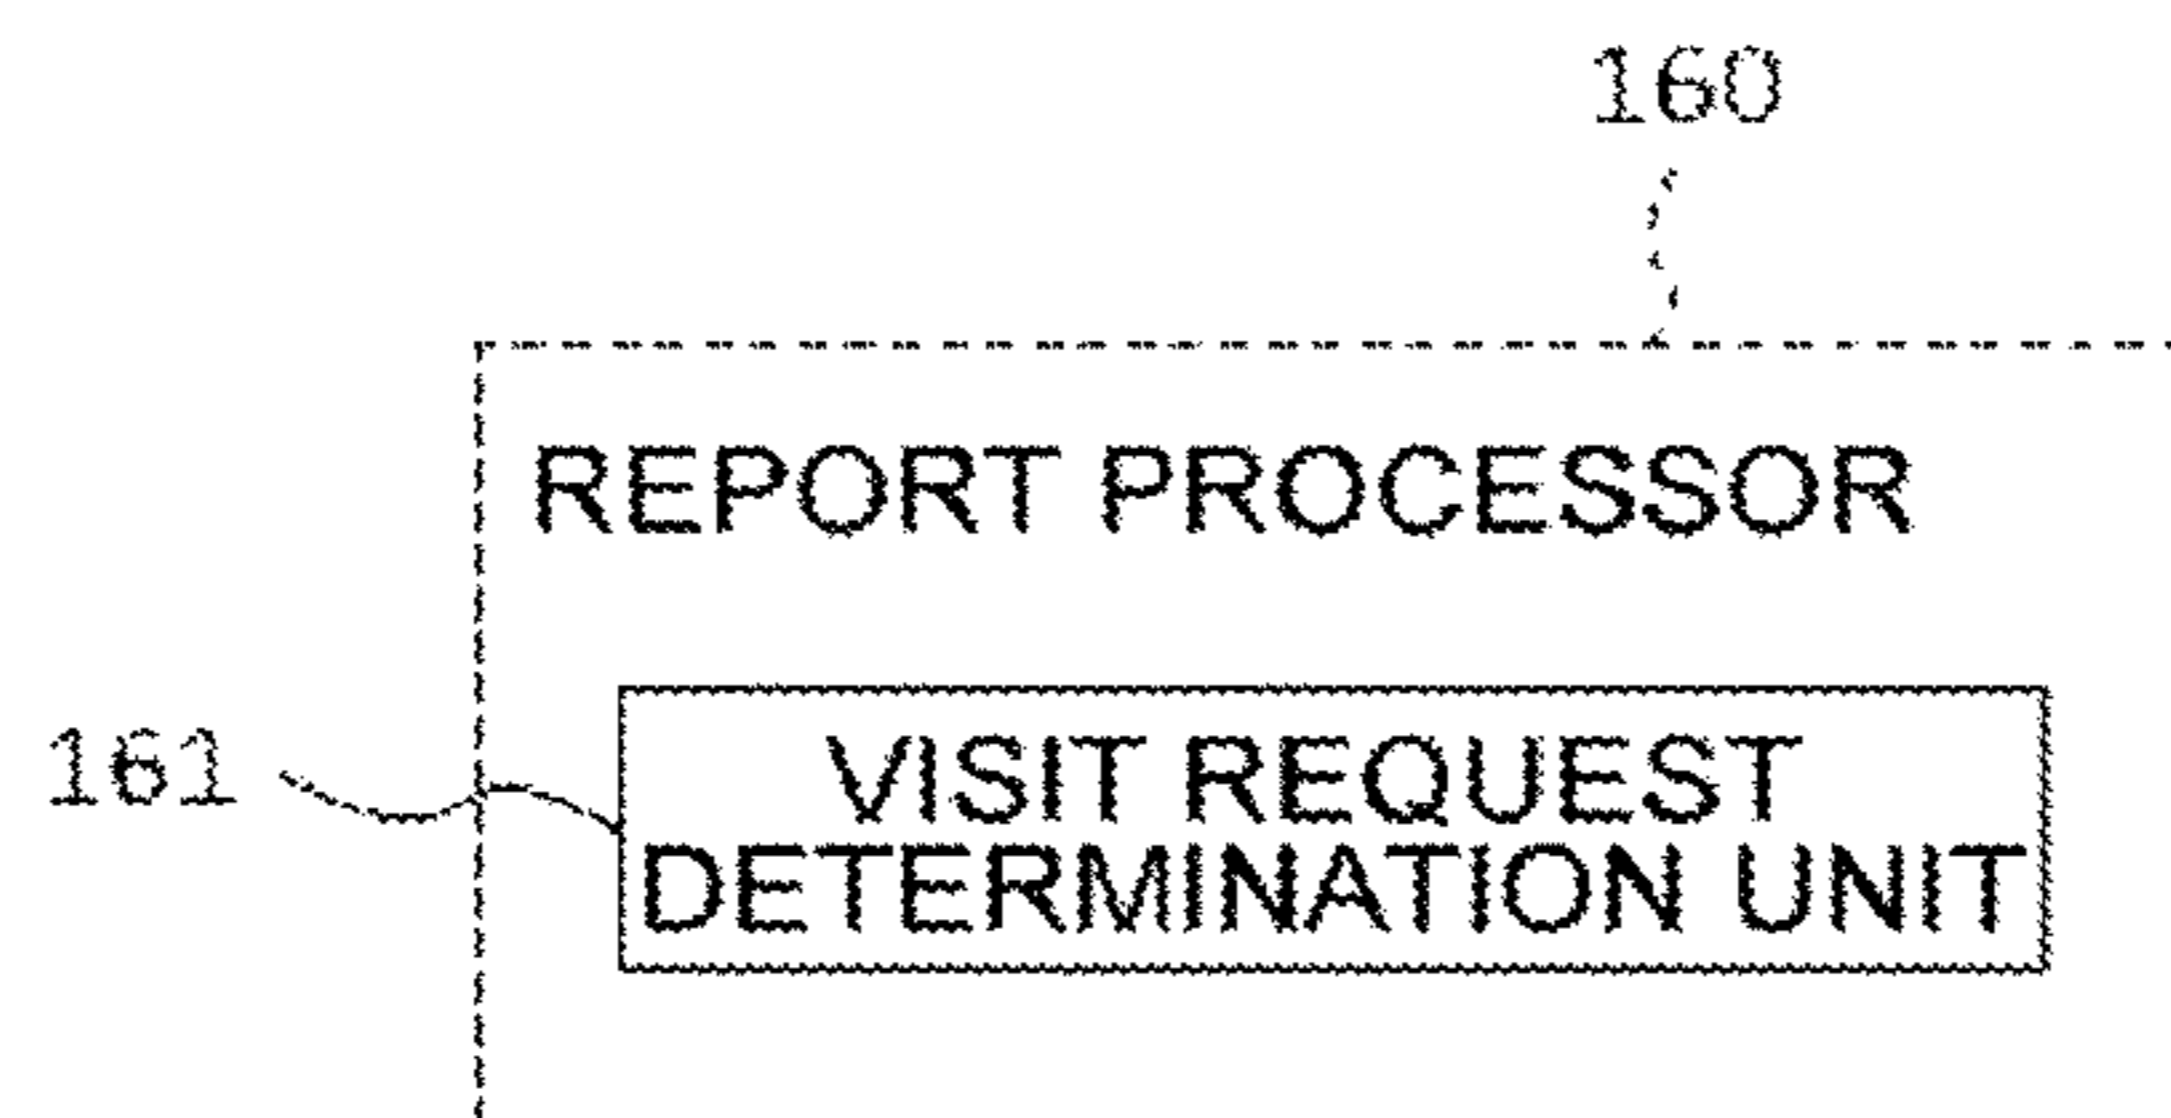 160
REPORT PROCESSOR
161
VISIT REQUEST
DETERMINATION UNIT